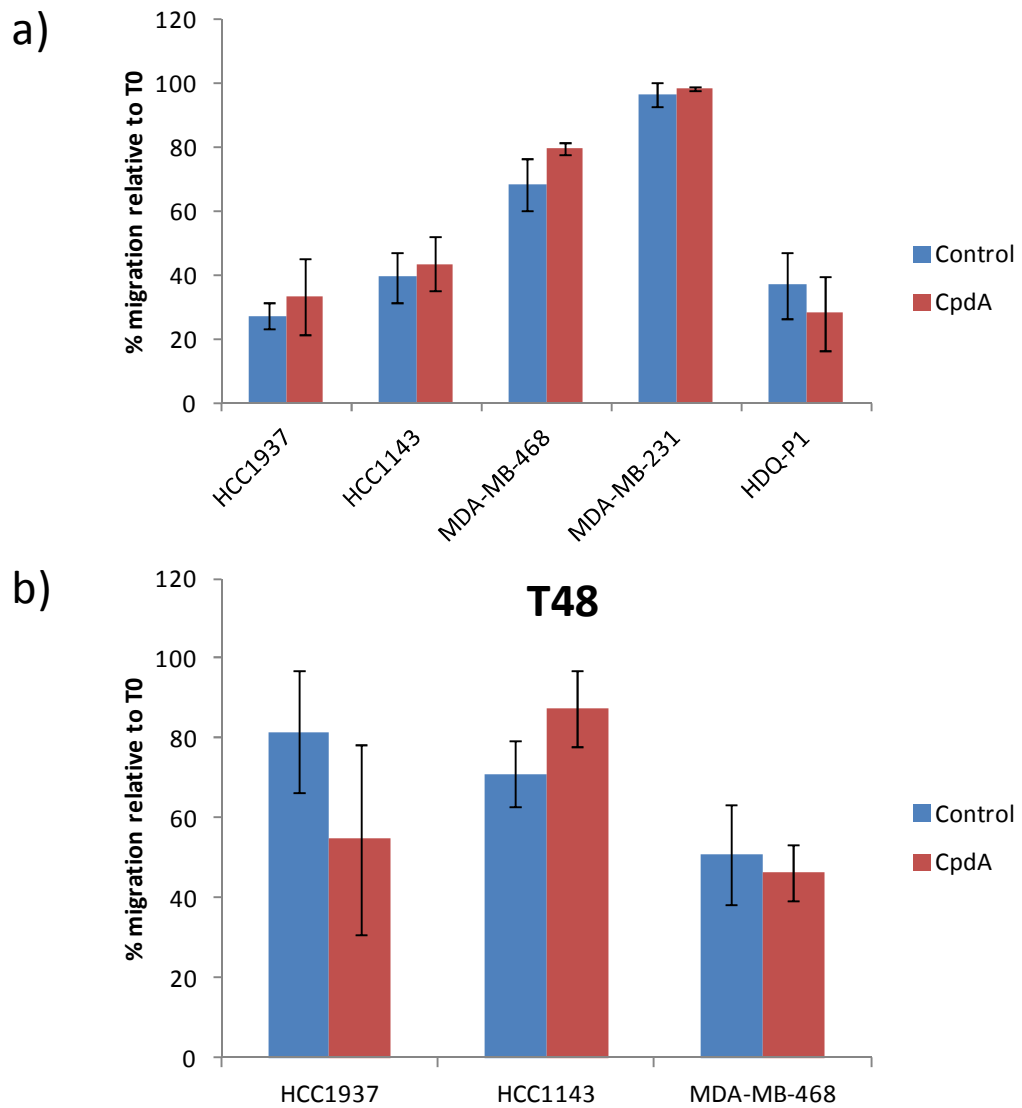 a)
% migration relative to T0
120
100
80
60
40
20
0
HCC1937
HCC1143
MDA-MB-468
MDA-MB-231
HDQ-P1
Control
CpdA
b)
T48
% migration relative to T0
120
100
80
60
40
20
0
HCC1937
HCC1143
MDA-MB-468
Control
CpdA